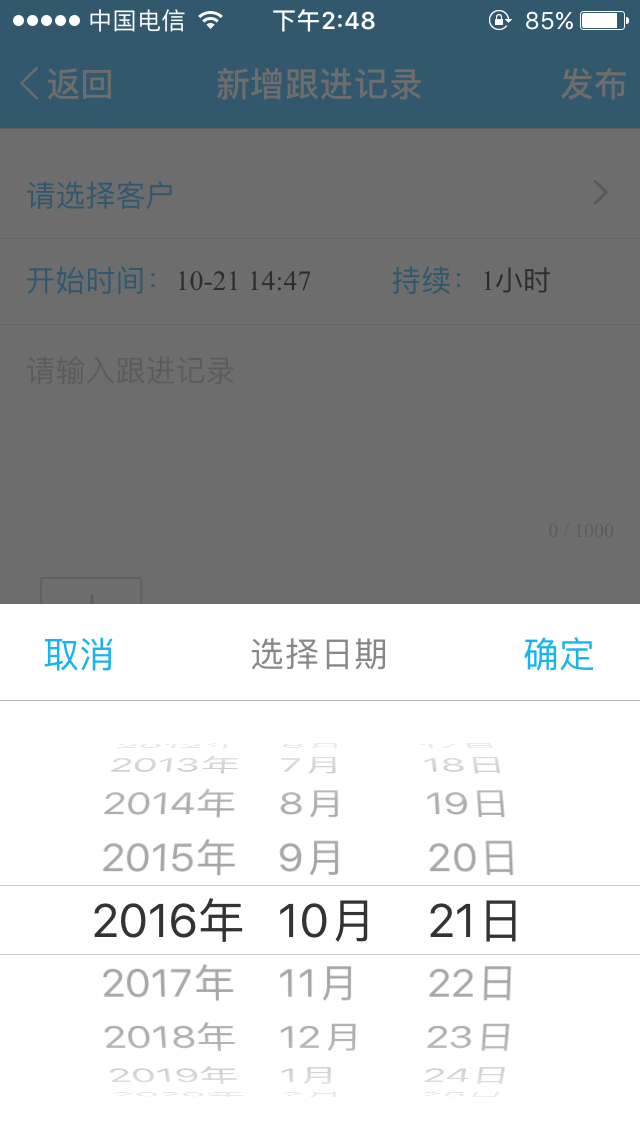 中国电信 下午2:48 85%
返回 新增跟进记录 发布
请选择客户
开始时间： 10-21 14:47 持续： 1小时
请输入跟进记录
0 / 1000
取消 选择日期 确定
2013年 7月 18日
2014年 8月 19日
2015年 9月 20日
2016年 10月 21日
2017年 11月 22日
2018年 12月 23日
2019年 1月 24日